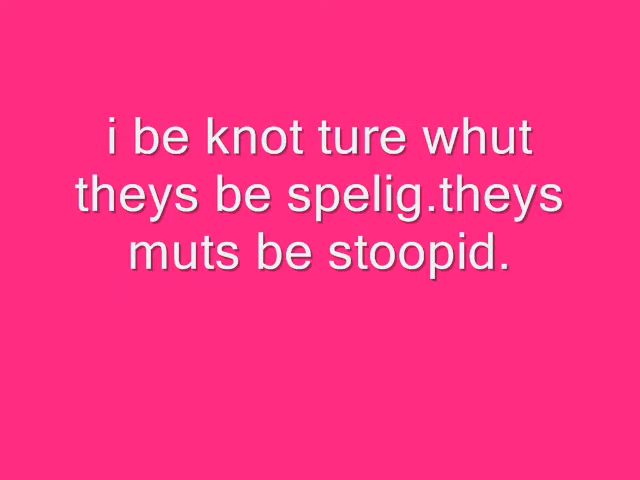 i be knot ture whut
theys be spelig.theys
muts be stoopid.